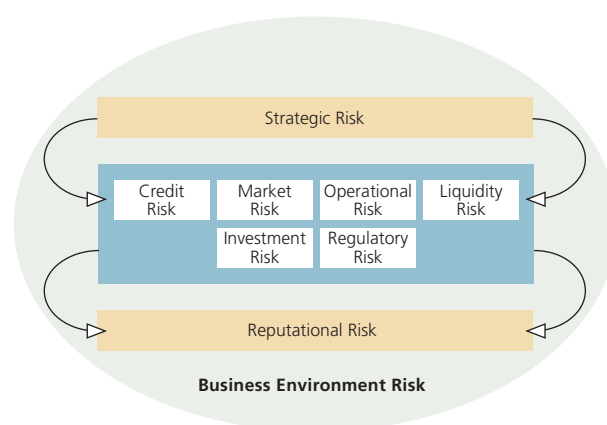 Strategic Risk
Credit
Risk
Market
Risk
Operational
Risk
Liquidity
Risk
Investment
Risk
Regulatory
Risk
Reputational Risk
Business Environment Risk